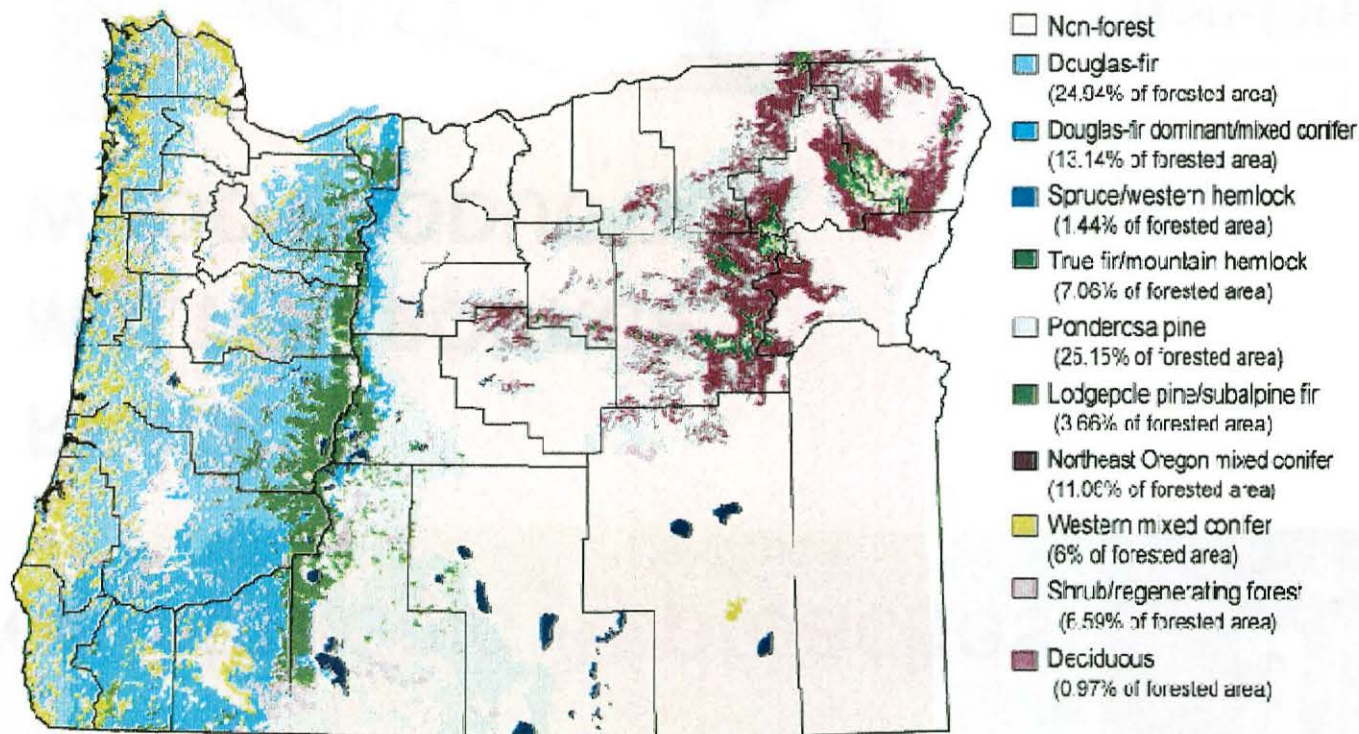 Non-forest
Douglas-fir
(24.94% of forested area)
Douglas-fir dominant/mixed conifer
(13.14% of forested area)
Spruce/western hemlock
(1.44% of forested area)
True fir/mountain hemlock
(7.06% of forested area)
Ponderosa pine
(25.15% of forested area)
Lodgepole pine/subalpine fir
(3.66% of forested area)
Northeast Oregon mixed conifer
(11.06% of forested area)
Western mixed conifer
(6% of forested area)
Shrub/regenerating forest
(6.59% of forested area)
Deciduous
(0.97% of forested area)